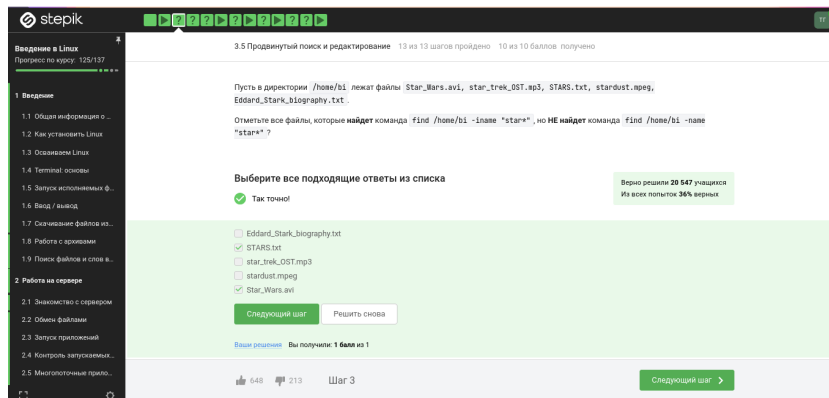 stepik
ТГ
Введение в Linux
Прогресс по курсу: 125/137
3.5 Продвинутый поиск и редактирование 13 из 13 шагов пройдено 10 из 10 баллов получено
1 Введение
1.1 Общая информация о ...
1.2 Как установить Linux
1.3 Осваиваем Linux
1.4 Terminal: основы
1.5 Запуск исполняемых ф...
1.6 Ввод / вывод
1.7 Скачивание файлов из...
1.8 Работа с архивами
1.9 Поиск файлов и слов в...
2 Работа на сервере
2.1 Знакомство с сервером
2.2 Обмен файлами
2.3 Запуск приложений
2.4 Контроль запускаемых...
2.5 Многопоточные прило...
Пусть в директории /home/bi лежат файлы Star_Wars.avi, star_trek_OST.mp3, STARS.txt, stardust.mpeg,
Eddard_Stark_biography.txt .
Отметьте все файлы, которые найдет команда find /home/bi -iname "star*" , но НЕ найдет команда find /home/bi -name
"star*" ?
Выберите все подходящие ответы из списка
Так точно!
Верно решили 20 547 учащихся
Из всех попыток 36% верных
Eddard_Stark_biography.txt
STARS.txt
star_trek_OST.mp3
stardust.mpeg
Star_Wars.avi
Следующий шаг Решить снова
Ваши решения Вы получили: 1 балл из 1
648 213 Шаг 3 Следующий шаг